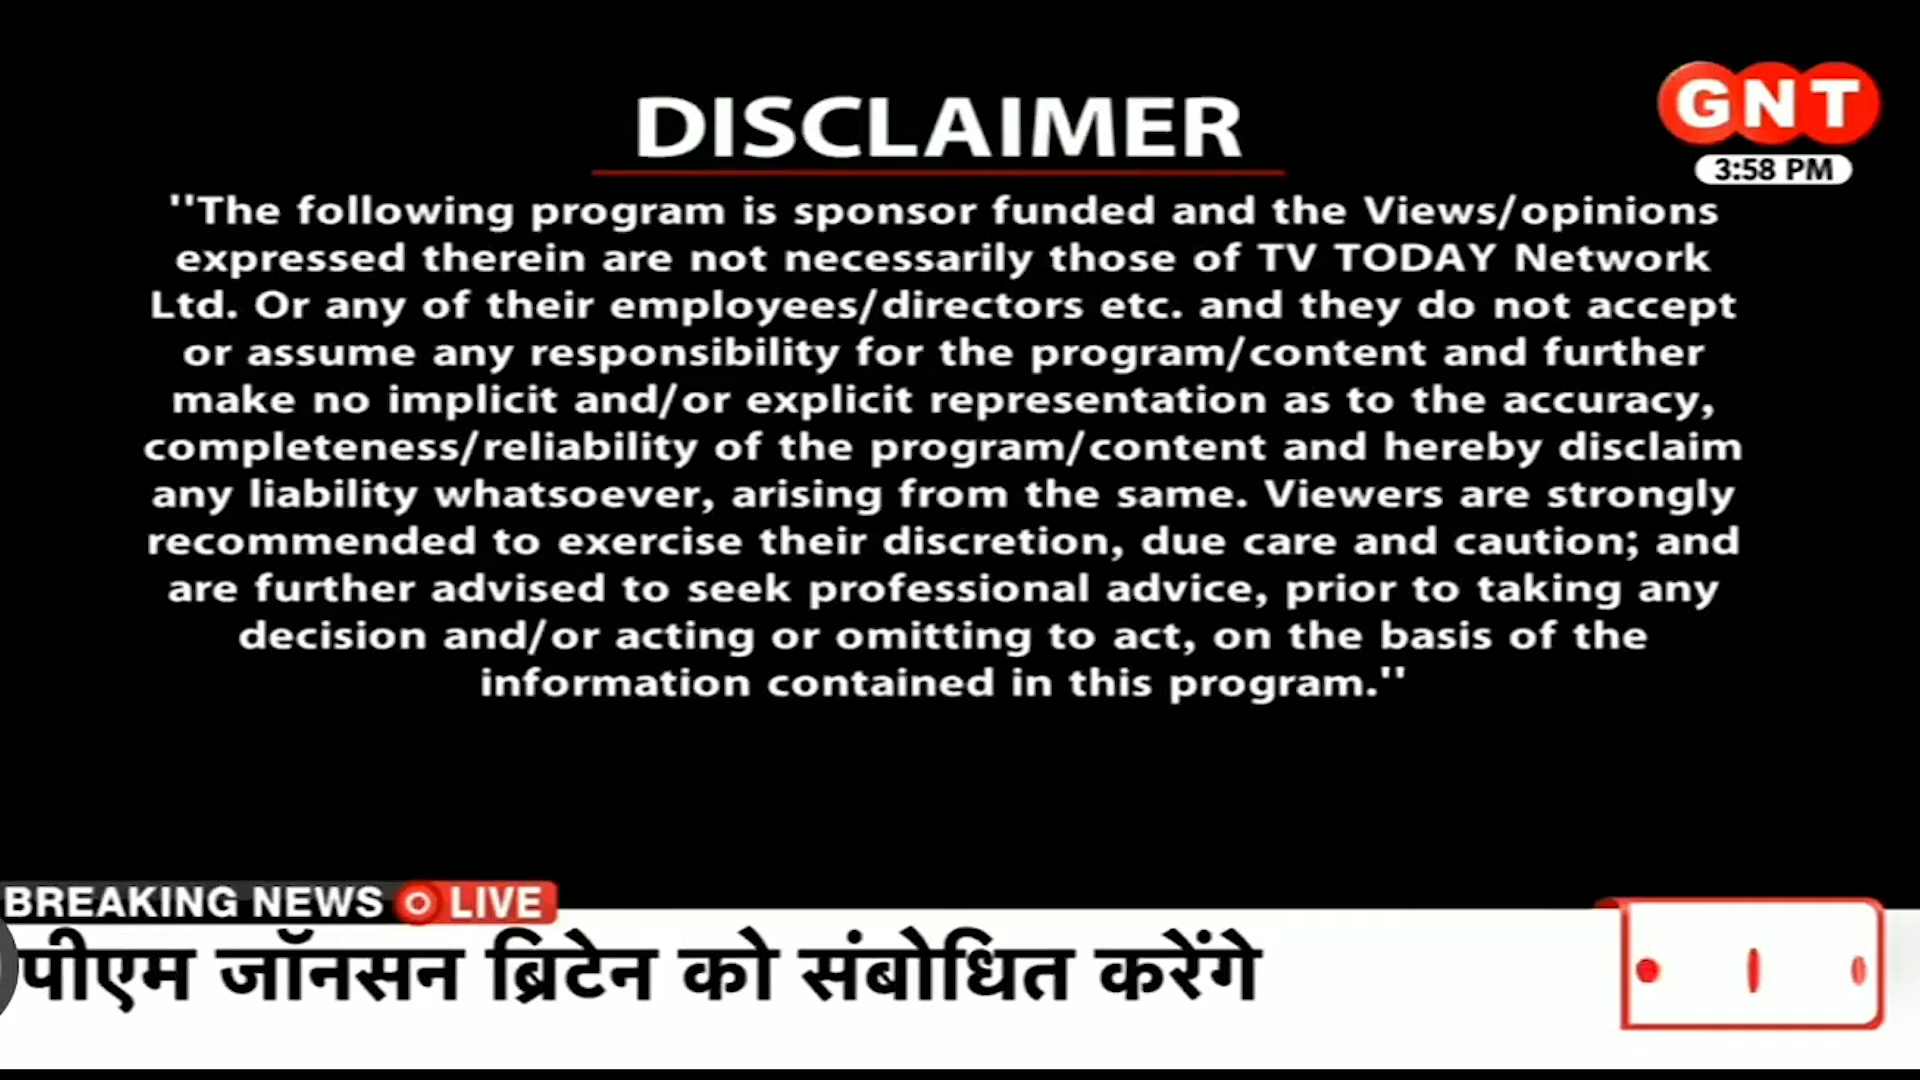 DISCLAIMER
GNT
3:58 PM
''The following program is sponsor funded and the Views/opinions
expressed therein are not necessarily those of TV TODAY Network
Ltd. Or any of their employees/directors etc. and they do not accept
or assume any responsibility for the program/content and further
make no implicit and/or explicit representation as to the accuracy,
completeness/reliability of the program/content and hereby disclaim
any liability whatsoever, arising from the same. Viewers are strongly
recommended to exercise their discretion, due care and caution; and
are further advised to seek professional advice, prior to taking any
decision and/or acting or omitting to act, on the basis of the
information contained in this program.''
BREAKING NEWS LIVE
पीएम जॉनसन ब्रिटेन को संबोधित करेंगे